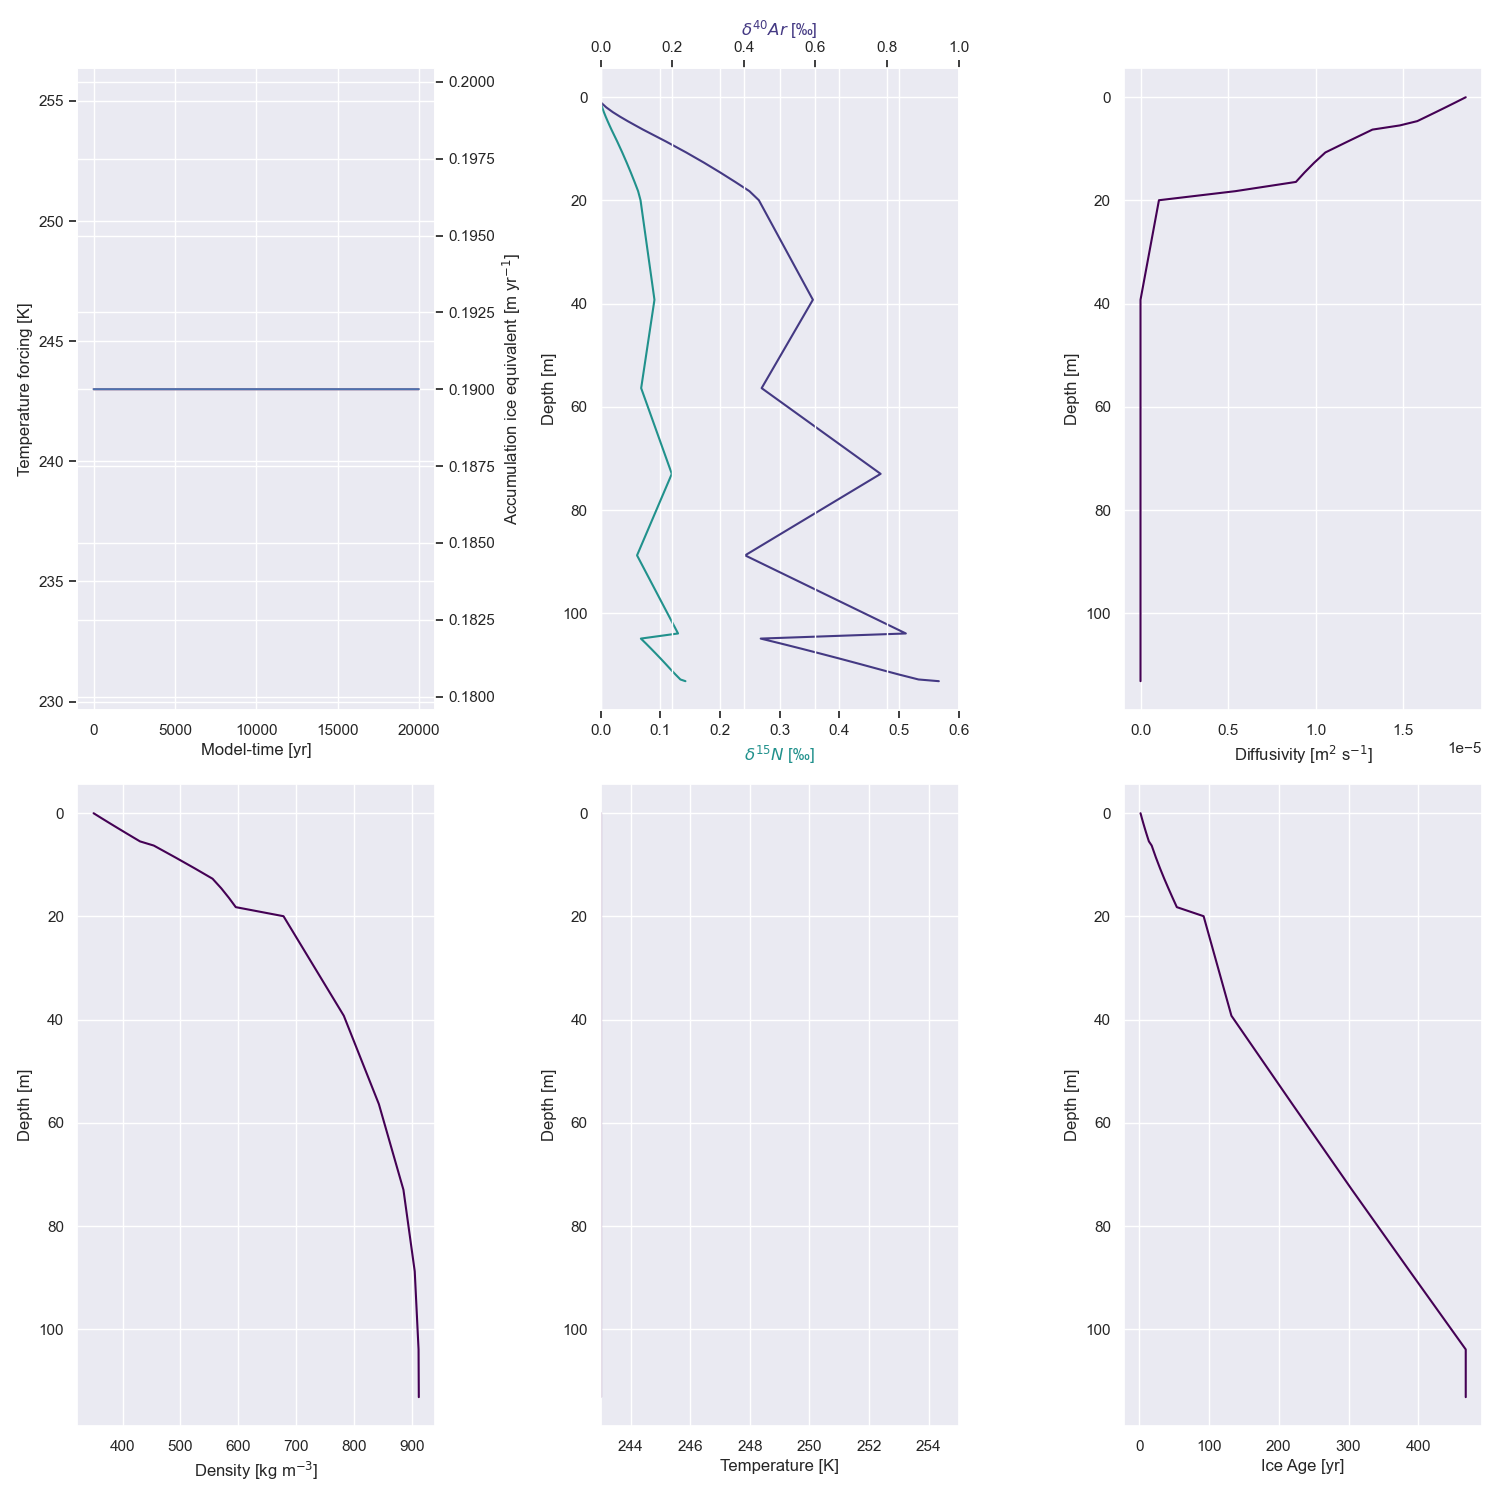 δ⁴⁰Ar [‰]
0.0 0.2 0.4 0.6 0.8 1.0
255
250
245
240
235
230
Temperature forcing [K]
0.2000
0.1975
0.1950
0.1925
0.1900
0.1875
0.1850
0.1825
0.1800
Accumulation ice equivalent [m yr⁻¹]
0 5000 10000 15000 20000
Model-time [yr]
0
20
40
60
80
100
Depth [m]
0.0 0.1 0.2 0.3 0.4 0.5 0.6
δ¹⁵N [‰]
0
20
40
60
80
100
Depth [m]
0.0 0.5 1.0 1.5
1e−5
Diffusivity [m² s⁻¹]
0
20
40
60
80
100
Depth [m]
400 500 600 700 800 900
Density [kg m⁻³]
0
20
40
60
80
100
Depth [m]
244 246 248 250 252 254
Temperature [K]
0
20
40
60
80
100
Depth [m]
0 100 200 300 400
Ice Age [yr]